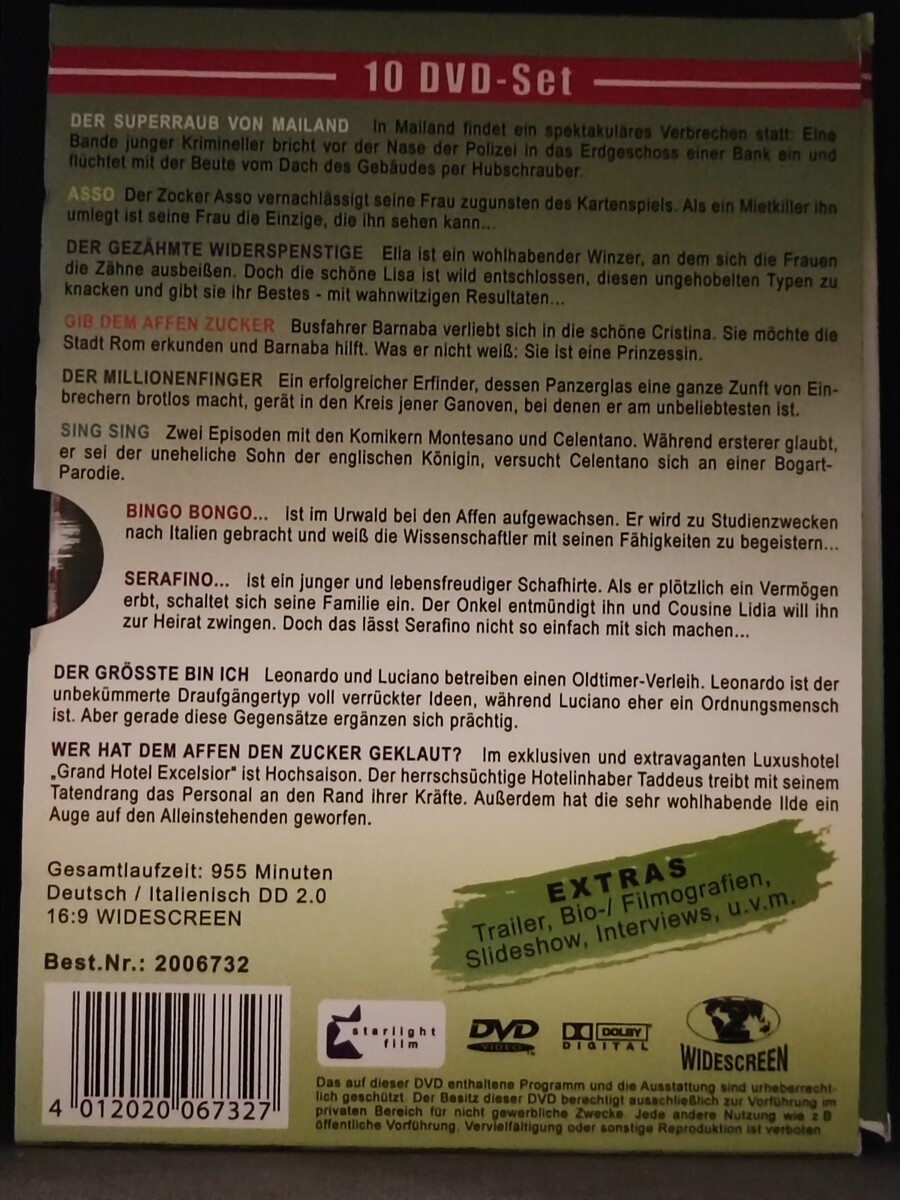 10 DVD-Set
DER SUPERRAUB VON MAILAND In Mailand findet ein spektakuläres Verbrechen statt: Eine
Bande junger Krimineller bricht vor der Nase der Polizei in das Erdgeschoss einer Bank ein und
flüchtet mit der Beute vom Dach des Gebäudes per Hubschrauber.
ASSO Der Zocker Asso vernachlässigt seine Frau zugunsten des Kartenspiels. Als ein Mietkiller ihn
umlegt ist seine Frau die Einzige, die ihn sehen kann...
DER GEZÄHMTE WIDERSPENSTIGE Elia ist ein wohlhabender Winzer, an dem sich die Frauen
die Zähne ausbeißen. Doch die schöne Lisa ist wild entschlossen, diesen ungehobelten Typen zu
knacken und gibt sie ihr Bestes - mit wahnwitzigen Resultaten...
GIB DEM AFFEN ZUCKER Busfahrer Barnaba verliebt sich in die schöne Cristina. Sie möchte die
Stadt Rom erkunden und Barnaba hilft. Was er nicht weiß: Sie ist eine Prinzessin.
DER MILLIONENFINGER Ein erfolgreicher Erfinder, dessen Panzerglas eine ganze Zunft von Ein-
brechern brotlos macht, gerät in den Kreis jener Ganoven, bei denen er am unbeliebtesten ist.
SING SING Zwei Episoden mit den Komikern Montesano und Celentano. Während ersterer glaubt,
er sei der uneheliche Sohn der englischen Königin, versucht Celentano sich an einer Bogart-
Parodie.
BINGO BONGO... ist im Urwald bei den Affen aufgewachsen. Er wird zu Studienzwecken
nach Italien gebracht und weiß die Wissenschaftler mit seinen Fähigkeiten zu begeistern...
SERAFINO... ist ein junger und lebensfreudiger Schafhirte. Als er plötzlich ein Vermögen
erbt, schaltet sich seine Familie ein. Der Onkel entmündigt ihn und Cousine Lidia will ihn
zur Heirat zwingen. Doch das lässt Serafino nicht so einfach mit sich machen...
DER GRÖSSTE BIN ICH Leonardo und Luciano betreiben einen Oldtimer-Verleih. Leonardo ist der
unbekümmerte Draufgängertyp voll verrückter Ideen, während Luciano eher ein Ordnungsmensch
ist. Aber gerade diese Gegensätze ergänzen sich prächtig.
WER HAT DEM AFFEN DEN ZUCKER GEKLAUT? Im exklusiven und extravaganten Luxushotel
„Grand Hotel Excelsior“ ist Hochsaison. Der herrschsüchtige Hotelinhaber Taddeus treibt mit seinem
Tatendrang das Personal an den Rand ihrer Kräfte. Außerdem hat die sehr wohlhabende Ilde ein
Auge auf den Alleinstehenden geworfen.
Gesamtlaufzeit: 955 Minuten
Deutsch / Italienisch DD 2.0
16:9 WIDESCREEN
EXTRAS
Trailer, Bio-/ Filmografien,
Slideshow, Interviews, u.v.m.
Best.Nr.: 2006732
4 012020 067327
starlight
film
DVD
VIDEO
DOLBY
DIGITAL
WIDESCREEN
Das auf dieser DVD enthaltene Programm und die Ausstattung sind urheberrecht-
lich geschützt. Der Besitz dieser DVD berechtigt ausschließlich zur Vorführung im
privaten Bereich für nicht gewerbliche Zwecke. Jede andere Nutzung wie z.B
öffentliche Vorführung, Vervielfältigung oder sonstige Reproduktion ist verboten.